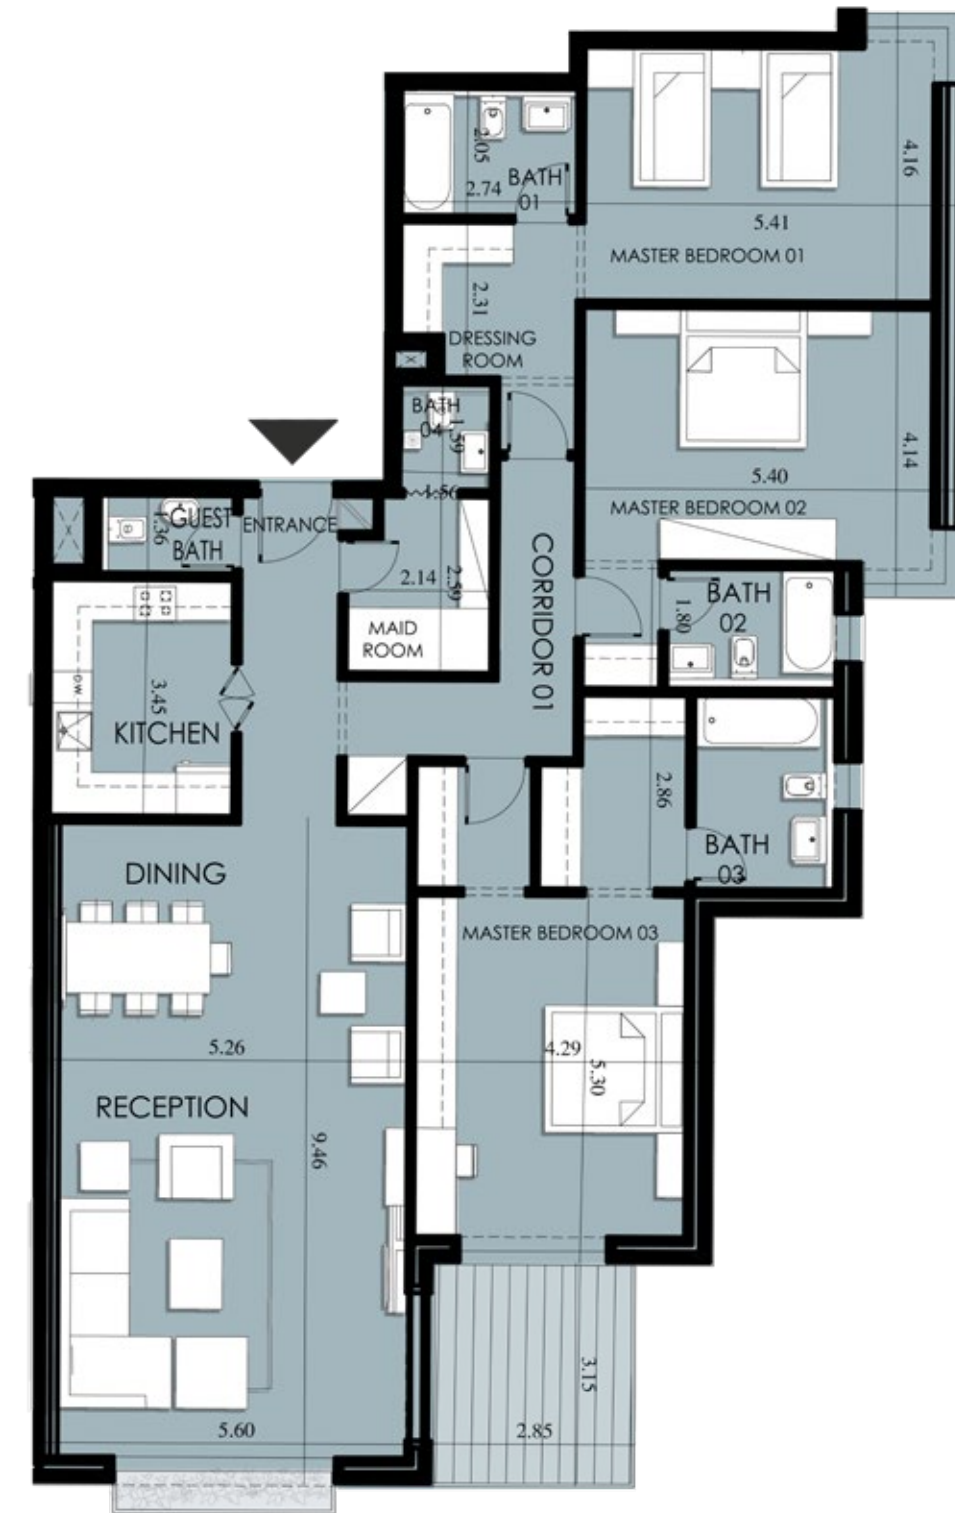 2.05
2.74
BATH
01
4.16
5.41
MASTER BEDROOM 01
2.31
DRESSING
ROOM
BATH
04
1.59
1.56
4.14
5.40
MASTER BEDROOM 02
GUEST
BATH
1.36
ENTRANCE
2.14
2.59
MAID
ROOM
CORRIDOR 01
BATH
02
1.80
DW
3.45
KITCHEN
2.86
BATH
03
DINING
MASTER BEDROOM 03
5.26
4.29
5.30
RECEPTION
9.46
3.15
5.60
2.85